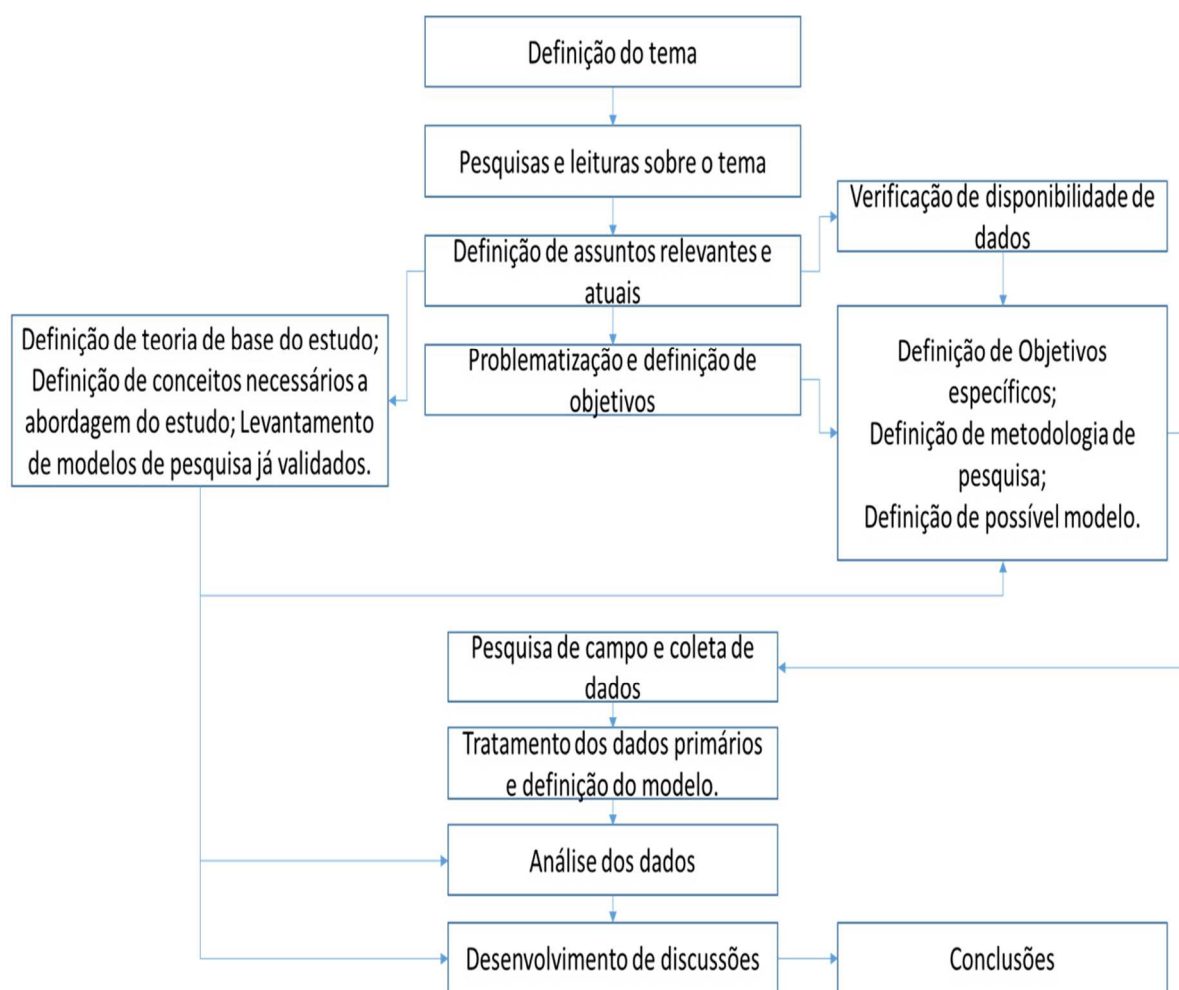 Definição do tema
Pesquisas e leituras sobre o tema
Verificação de disponibilidade de
dados
Definição de assuntos relevantes e
atuais
Definição de teoria de base do estudo;
Definição de conceitos necessários a
abordagem do estudo; Levantamento
de modelos de pesquisa já validados.
Problematização e definição de
objetivos
Definição de Objetivos
específicos;
Definição de metodologia de
pesquisa;
Definição de possível modelo.
Pesquisa de campo e coleta de
dados
Tratamento dos dados primários
e definição do modelo.
Análise dos dados
Desenvolvimento de discussões
Conclusões